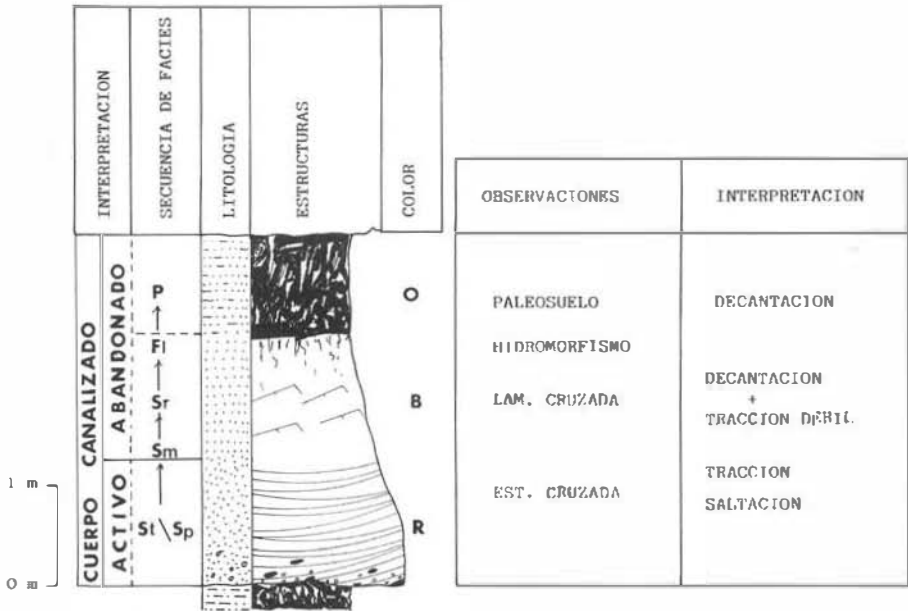 INTERPRETACION
SECUENCIA DE FACIES
LITOLOGIA
ESTRUCTURAS
COLOR
CUERPO CANALIZADO
ABANDONADO
ACTIVO
P
Fl
Sr
Sm
St \ Sp
O
B
R
1 m
0 m
OBSERVACIONES
INTERPRETACION
PALEOSUELO
DECANTACION
HIDROMORFISMO
LAM. CRUZADA
DECANTACION
+
TRACCION DEBIL
EST. CRUZADA
TRACCION
SALTACION